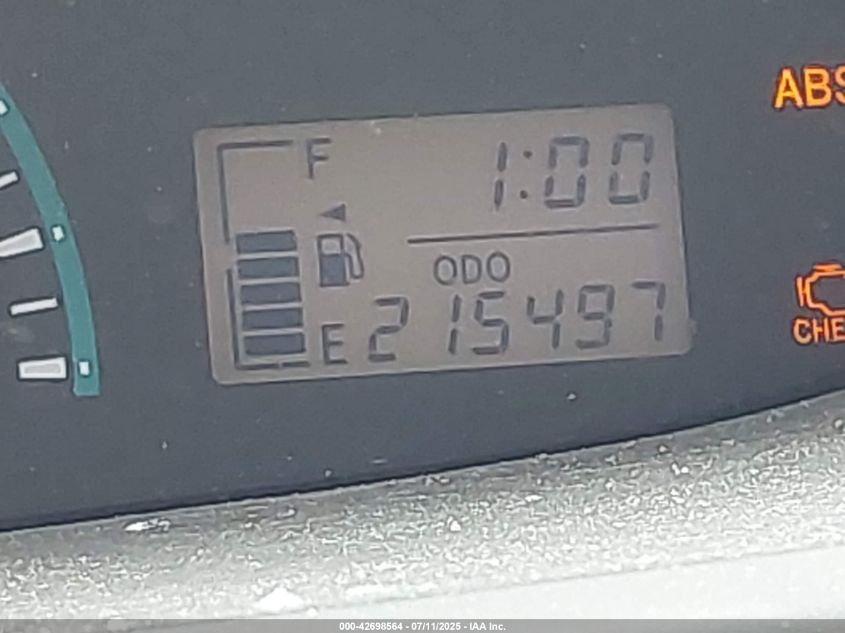 F
1:00
ABS
ODO
E 215497
CHE
000-42698564 - 07/11/2025 - IAA Inc.